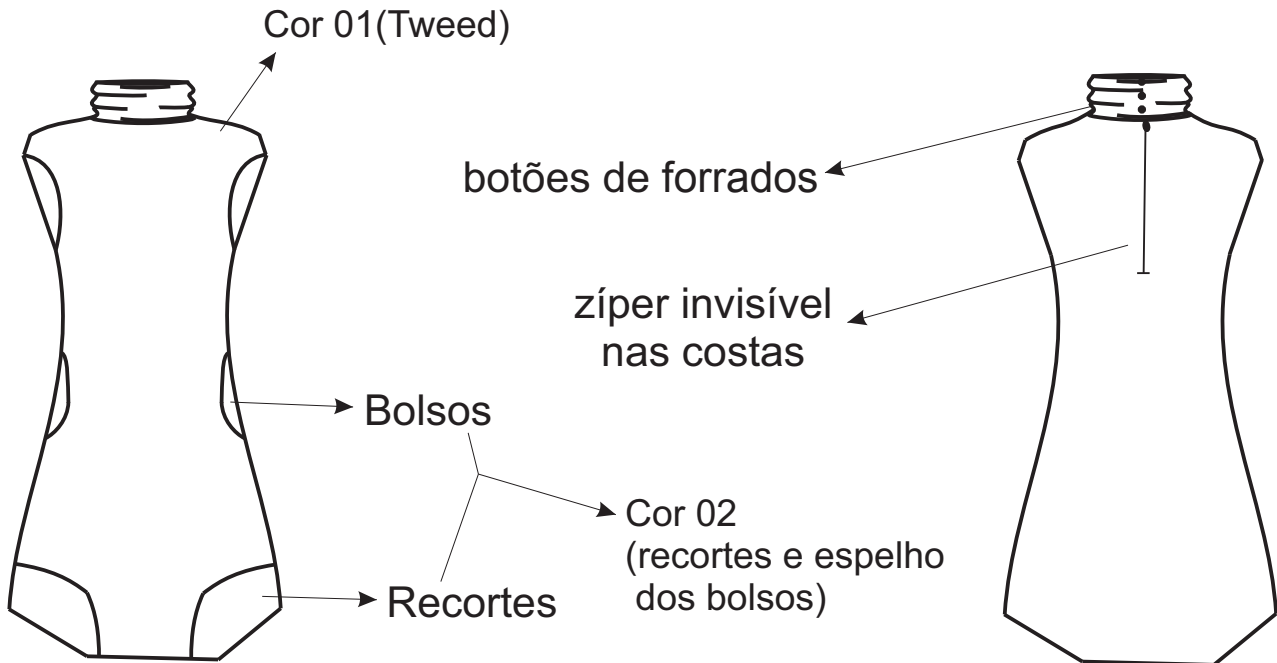 Cor 01(Tweed)
botões de forrados
zíper invisível
nas costas
Bolsos
Cor 02
(recortes e espelho
dos bolsos)
Recortes